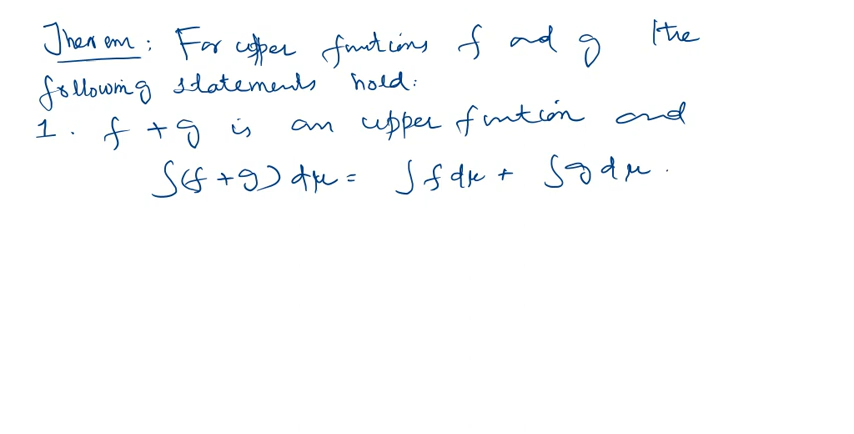 Theorem: For upper functions f and g the
following statements hold:
1. f + g is an upper function and
∫(f + g) dμ = ∫ f dμ + ∫ g dμ.